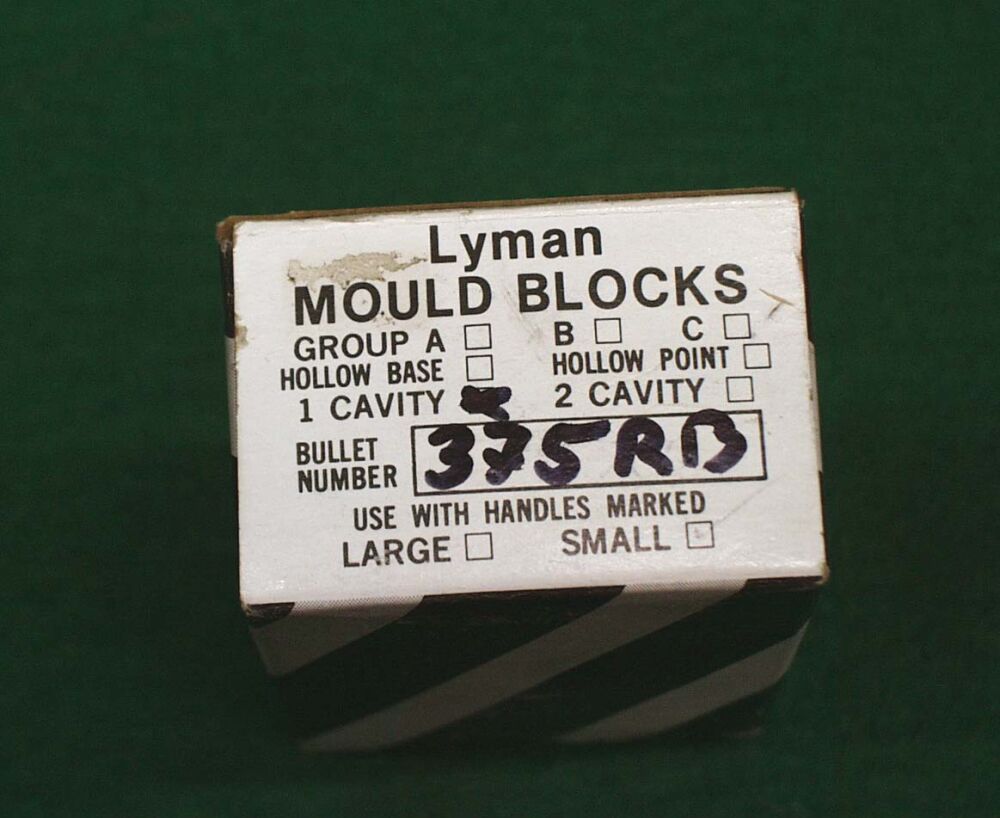 Lyman
MOULD BLOCKS
GROUP A □ B □ C □
HOLLOW BASE □ HOLLOW POINT □
1 CAVITY 2 CAVITY □
BULLET NUMBER 375RB
USE WITH HANDLES MARKED
LARGE □ SMALL □